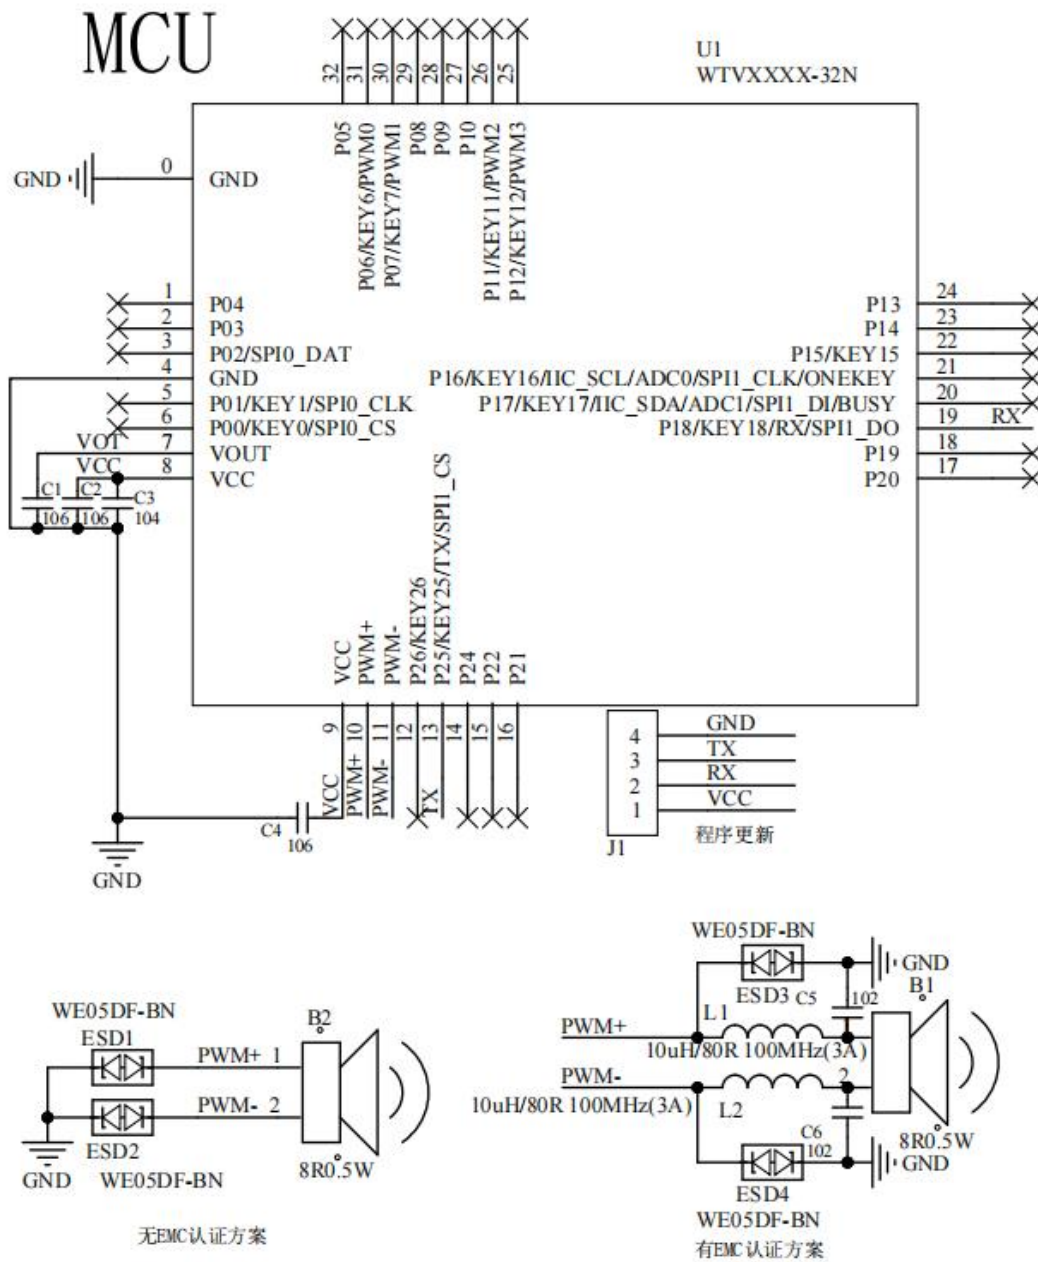 MCU
U1
WTVXXXX-32N
32
31
30
29
28
27
26
25
P05
P06/KEY6/PWM0
P07/KEY7/PWM1
P08
P09
P10
P11/KEY11/PWM2
P12/KEY12/PWM3
GND
0
GND
1
P04
2
P03
3
P02/SPI0_DAT
4
GND
5
P01/KEY1/SPI0_CLK
6
P00/KEY0/SPI0_CS
VOT
7
VOUT
VCC
8
VCC
P13
24
P14
23
P15/KEY15
22
P16/KEY16/IIC_SCL/ADC0/SPI1_CLK/ONEKEY
21
P17/KEY17/IIC_SDA/ADC1/SPI1_DI/BUSY
20
P18/KEY18/RX/SPI1_DO
19
RX
P19
18
P20
17
C1
106
C2
106
C3
104
VCC
PWM+
PWM-
P26/KEY26
P25/KEY25/TX/SPI1_CS
P24
P22
P21
9
10
11
12
13
14
15
16
VCC
PWM+
PWM-
TX
C4
106
GND
4
GND
3
TX
2
RX
1
VCC
J1
程序更新
WE05DF-BN
ESD1
PWM+
1
PWM-
2
ESD2
WE05DF-BN
GND
B2
8R0.5W
无EMC认证方案
WE05DF-BN
ESD3
C5
102
GND
B1
PWM+
L1
10uH/80R 100MHz(3A)
PWM-
2
10uH/80R 100MHz(3A)
L2
C6
102
8R0.5W
GND
ESD4
WE05DF-BN
有EMC认证方案